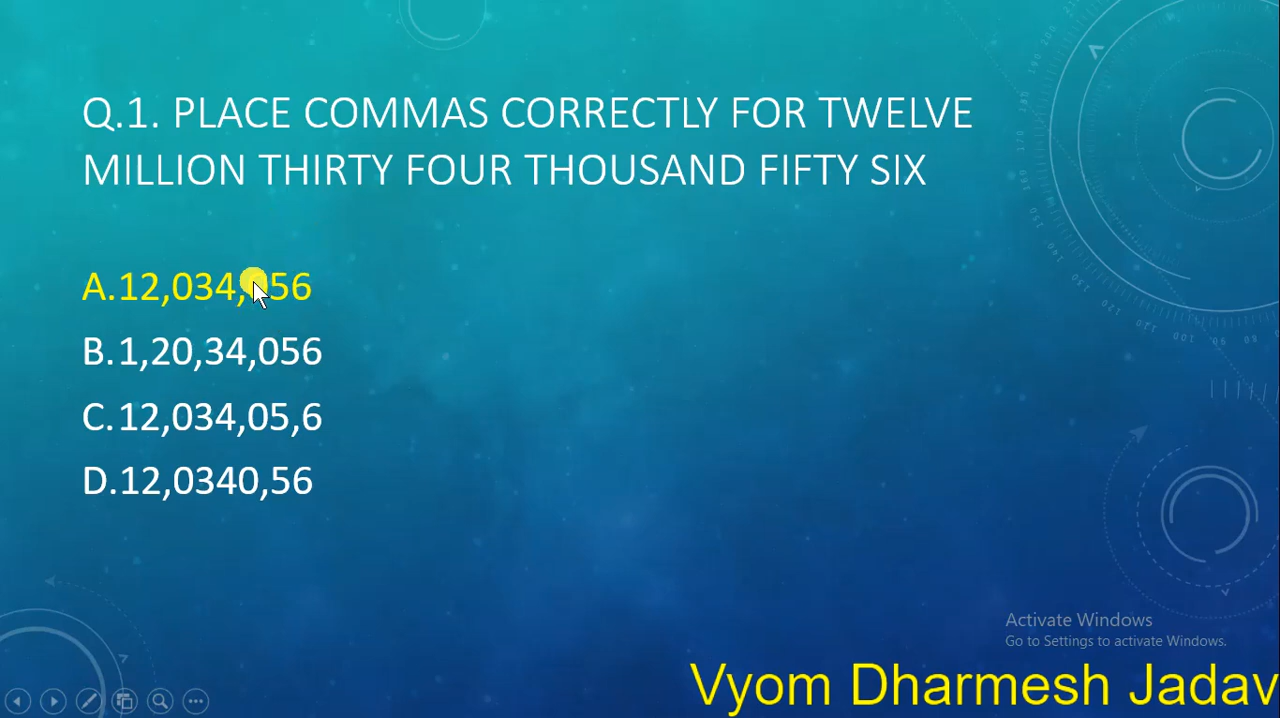 Q.1. PLACE COMMAS CORRECTLY FOR TWELVE
MILLION THIRTY FOUR THOUSAND FIFTY SIX
A. 12,034,056
B. 1,20,34,056
C. 12,034,05,6
D. 12,0340,56
Activate Windows
Go to Settings to activate Windows.
Vyom Dharmesh Jadav